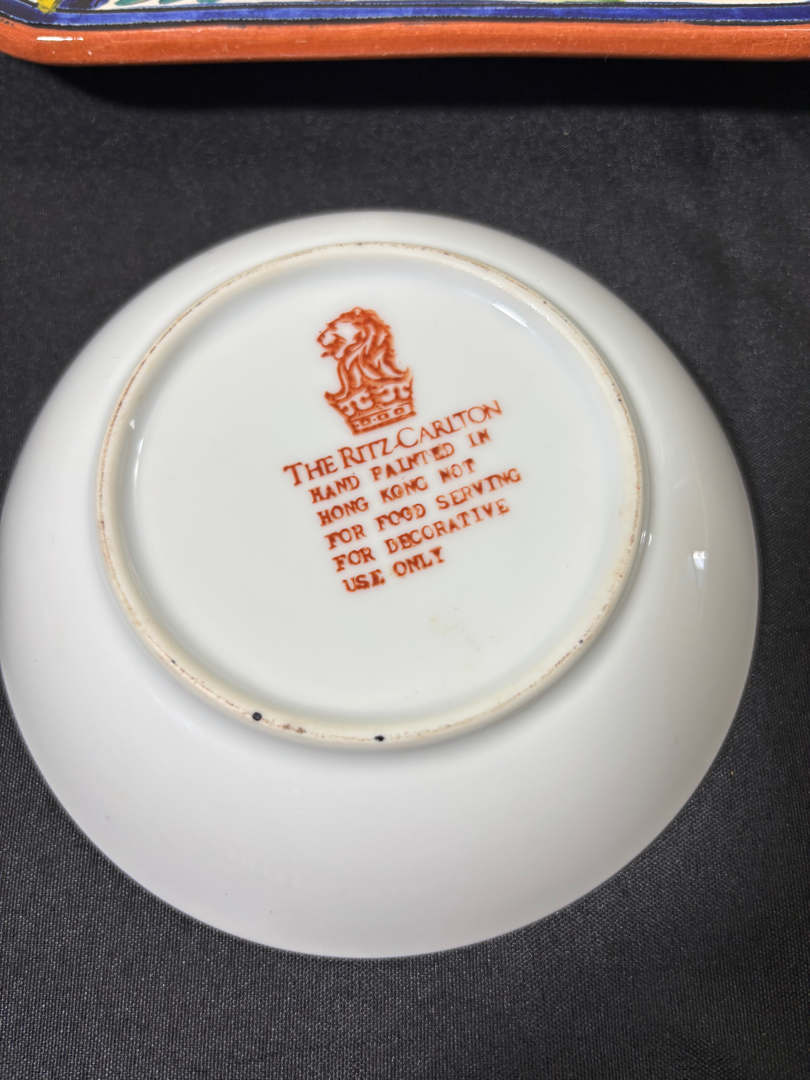 THE RITZ-CARLTON
HAND PAINTED IN
HONG KONG NOT
FOR FOOD SERVING
FOR DECORATIVE
USE ONLY